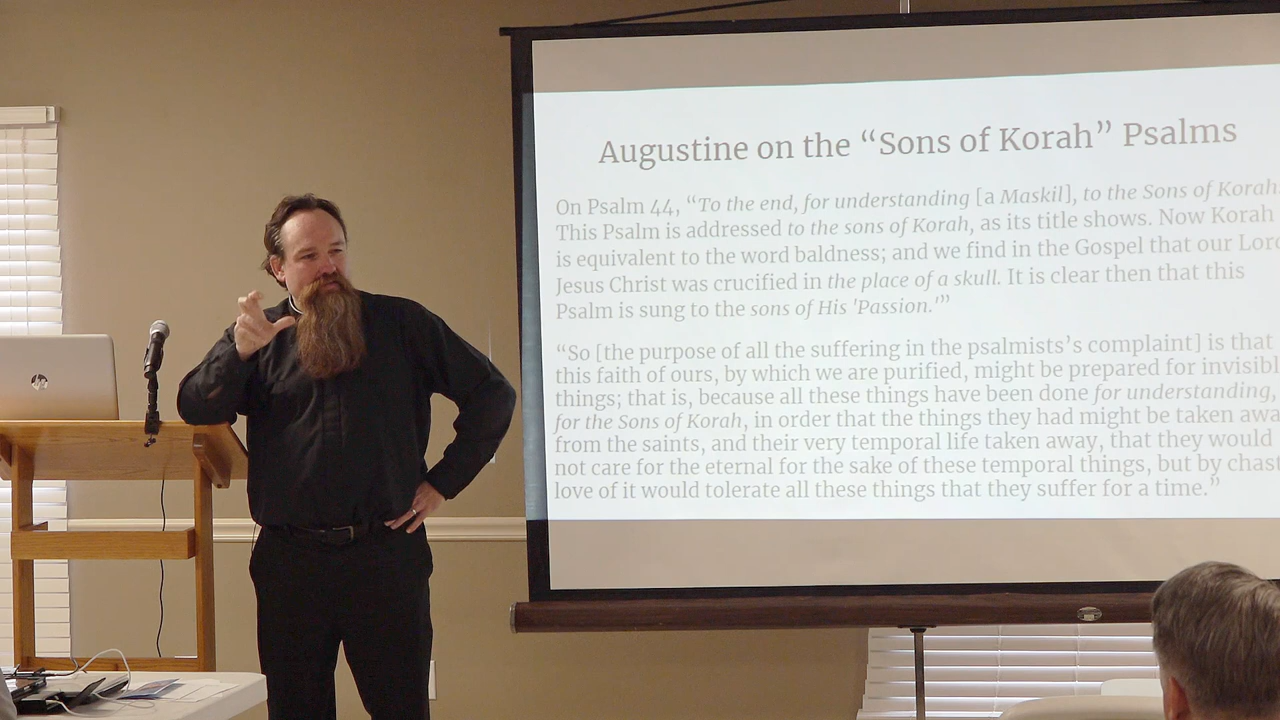 hp
Augustine on the “Sons of Korah” Psalms
On Psalm 44, “To the end, for understanding [a Maskil], to the Sons of Korah.
This Psalm is addressed to the sons of Korah, as its title shows. Now Korah
is equivalent to the word baldness; and we find in the Gospel that our Lord
Jesus Christ was crucified in the place of a skull. It is clear then that this
Psalm is sung to the sons of His 'Passion.'”
“So [the purpose of all the suffering in the psalmists’s complaint] is that
this faith of ours, by which we are purified, might be prepared for invisibl
things; that is, because all these things have been done for understanding,
for the Sons of Korah, in order that the things they had might be taken awa
from the saints, and their very temporal life taken away, that they would
not care for the eternal for the sake of these temporal things, but by chast
love of it would tolerate all these things that they suffer for a time.”